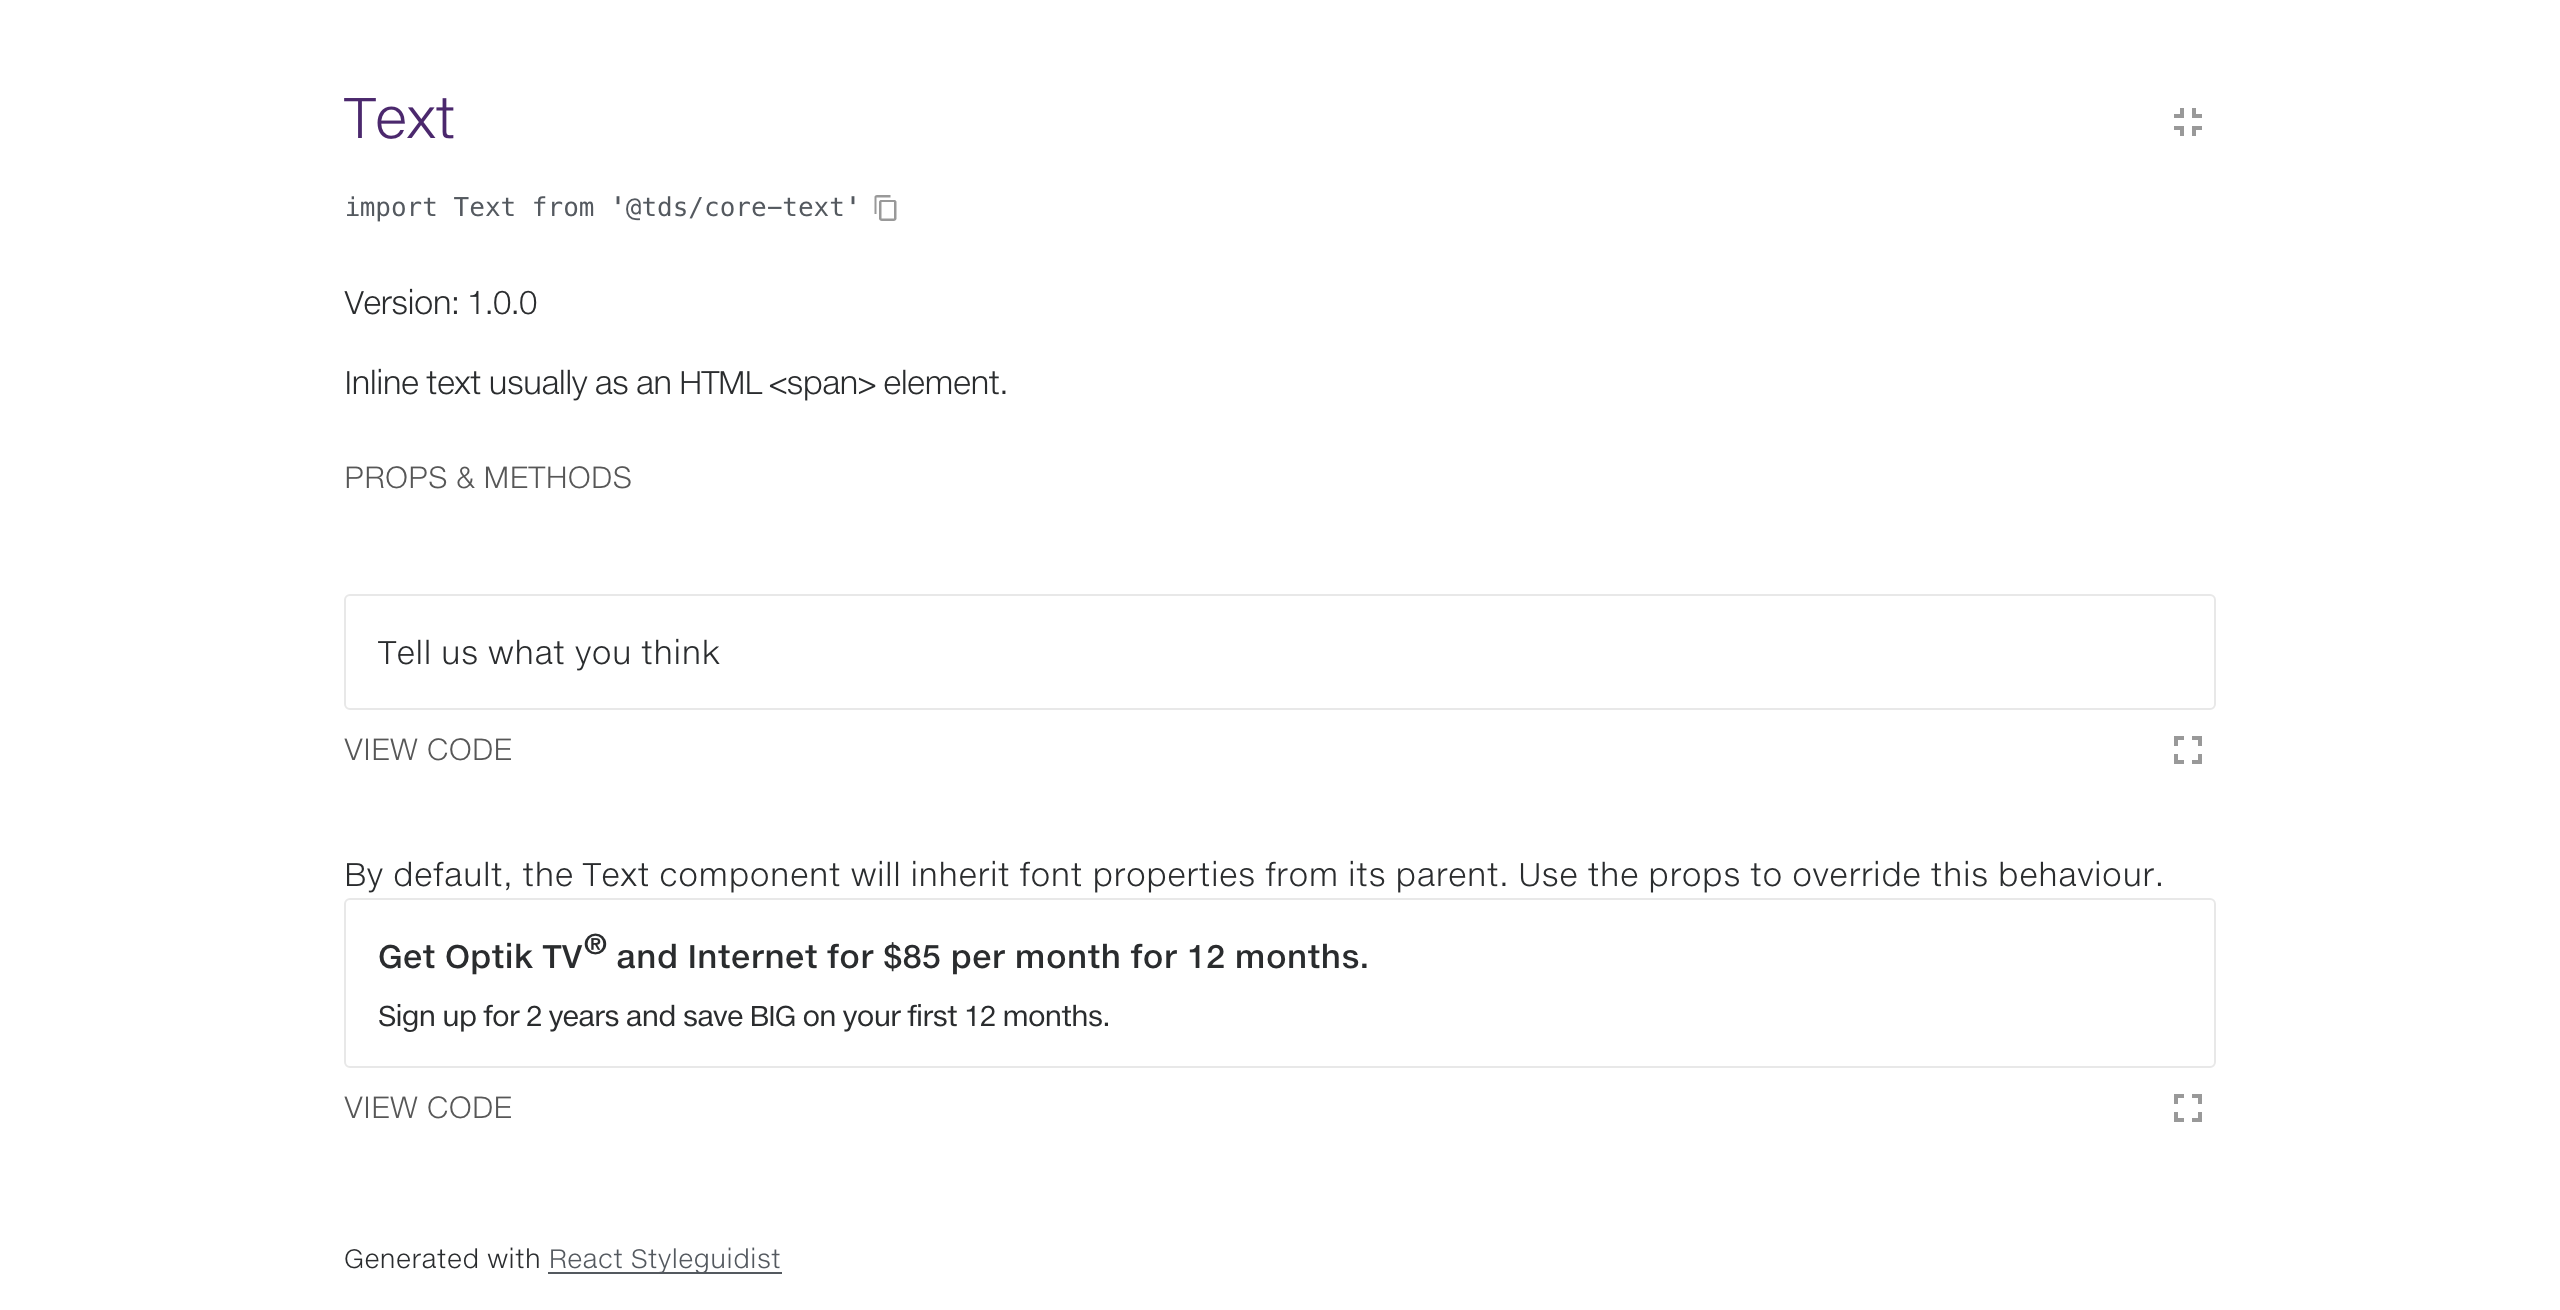 Text
import Text from '@tds/core-text'
Version: 1.0.0
Inline text usually as an HTML <span> element.
PROPS & METHODS
Tell us what you think
VIEW CODE
By default, the Text component will inherit font properties from its parent. Use the props to override this behaviour.
Get Optik TV® and Internet for $85 per month for 12 months.
Sign up for 2 years and save BIG on your first 12 months.
VIEW CODE
Generated with React Styleguidist